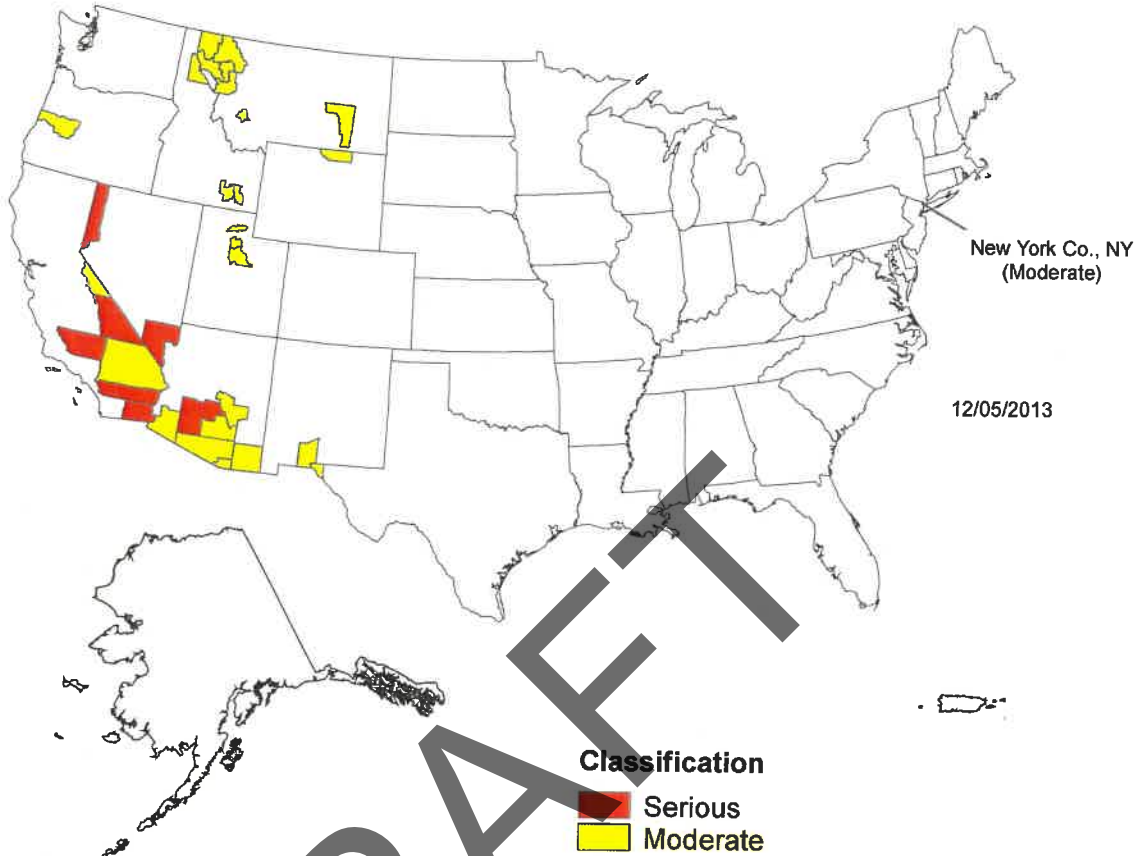 New York Co., NY
(Moderate)
12/05/2013
Classification
Serious
Moderate
DRAFT